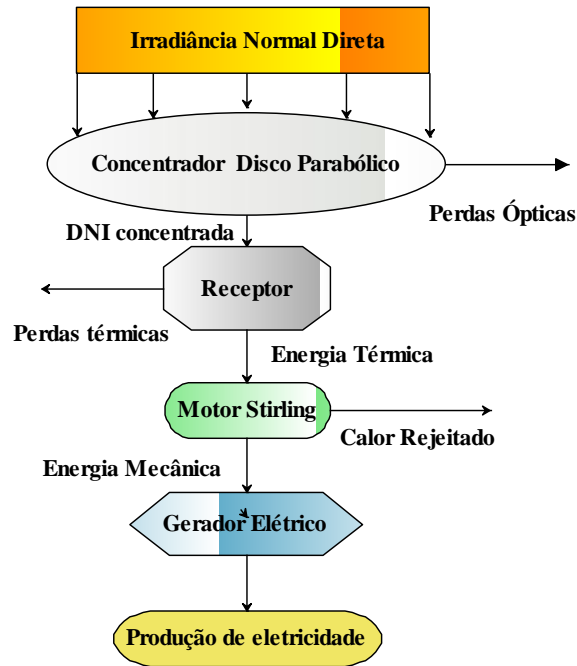 Irradiância Normal Direta
Concentrador Disco Parabólico
Perdas Ópticas
DNI concentrada
Receptor
Perdas térmicas
Energia Térmica
Motor Stirling
Calor Rejeitado
Energia Mecânica
Gerador Elétrico
Produção de eletricidade